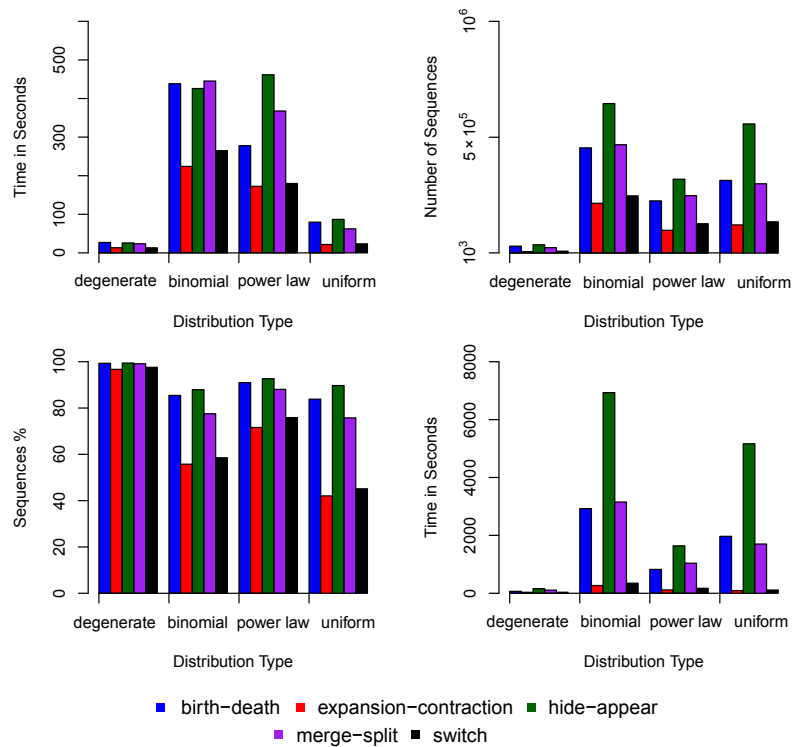 Time in Seconds
500
300
100
0
degenerate binomial power law uniform
Distribution Type
Number of Sequences
10^6
5 × 10^5
10^3
degenerate binomial power law uniform
Distribution Type
Sequences %
100
80
60
40
20
0
degenerate binomial power law uniform
Distribution Type
Time in Seconds
8000
6000
4000
2000
0
degenerate binomial power law uniform
Distribution Type
birth−death expansion−contraction hide−appear
merge−split switch